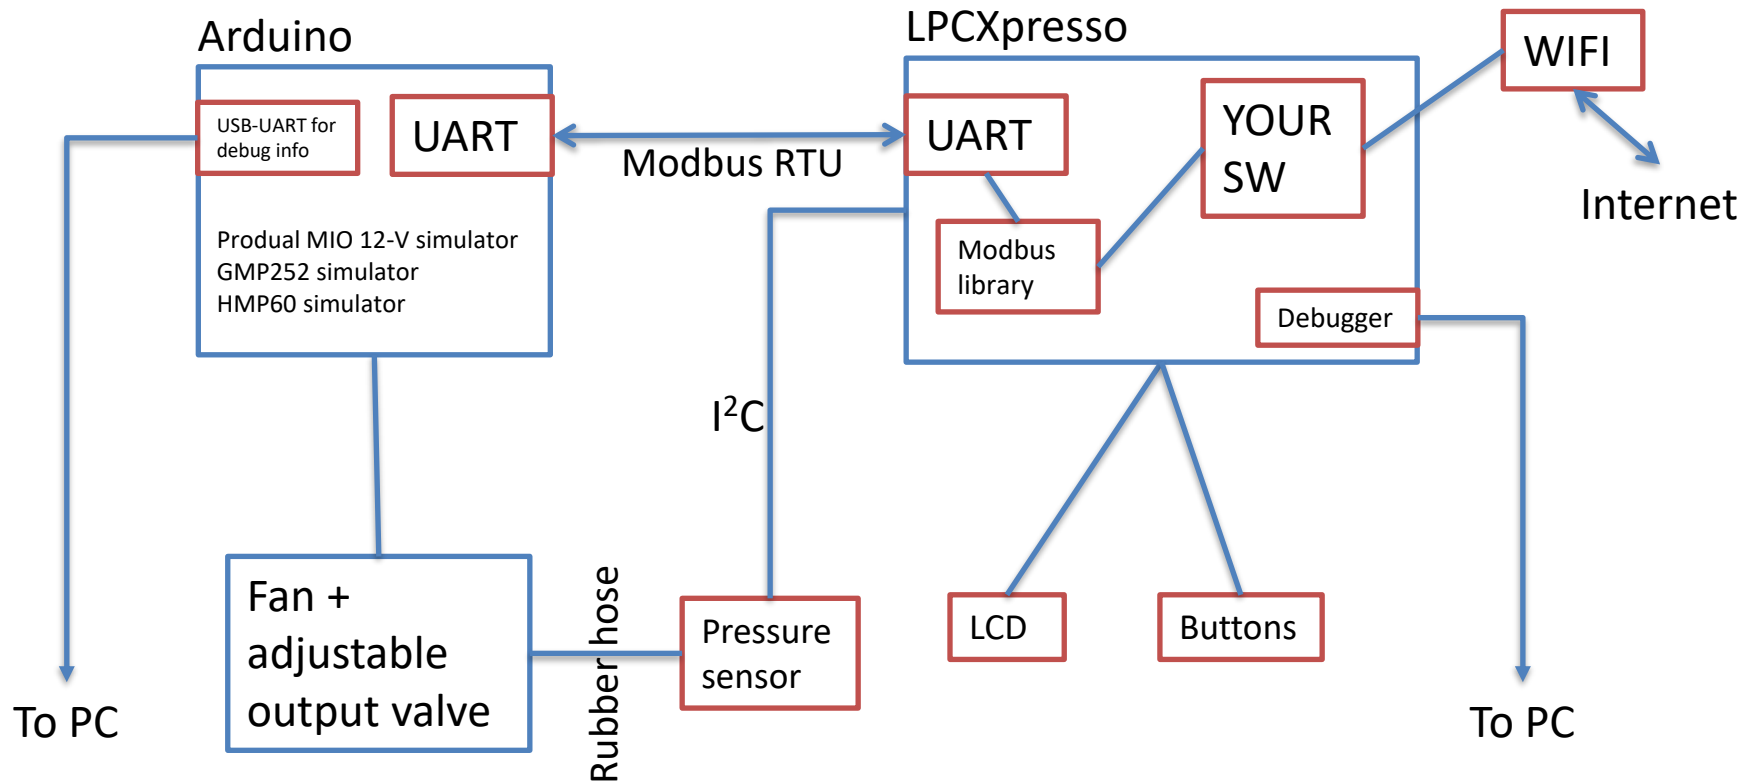 Arduino
USB-UART for
debug info
UART
Produal MIO 12-V simulator
GMP252 simulator
HMP60 simulator
Modbus RTU
LPCXpresso
UART
YOUR
SW
Modbus
library
Debugger
WIFI
Internet
I²C
Fan +
adjustable
output valve
Rubber hose
Pressure
sensor
LCD
Buttons
To PC
To PC